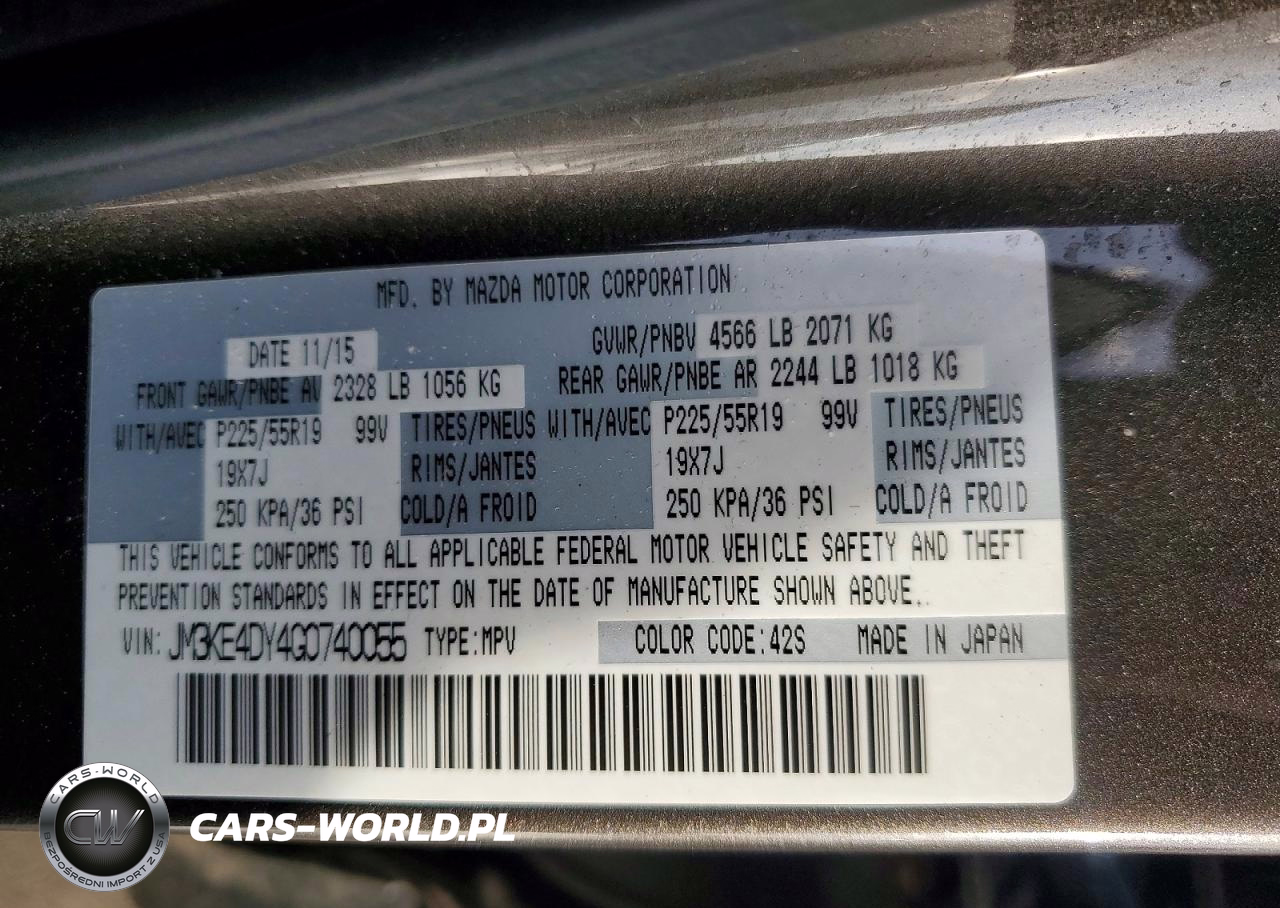 MFD. BY MAZDA MOTOR CORPORATION
DATE 11/15 GVWR/PNBV 4566 LB 2071 KG
FRONT GAWR/PNBE AV 2328 LB 1056 KG REAR GAWR/PNBE AR 2244 LB 1018 KG
WITH/AVEC P225/55R19 99V TIRES/PNEUS WITH/AVEC P225/55R19 99V TIRES/PNEUS
19X7J RIMS/JANTES 19X7J RIMS/JANTES
250 KPA/36 PSI COLD/A FROID 250 KPA/36 PSI COLD/A FROID
THIS VEHICLE CONFORMS TO ALL APPLICABLE FEDERAL MOTOR VEHICLE SAFETY AND THEFT
PREVENTION STANDARDS IN EFFECT ON THE DATE OF MANUFACTURE SHOWN ABOVE.
VIN: JM3KE4DY4G0740055 TYPE:MPV COLOR CODE:42S MADE IN JAPAN
CARS-WORLD
CW
BEZPOŚREDNI IMPORT Z USA
CARS-WORLD.PL